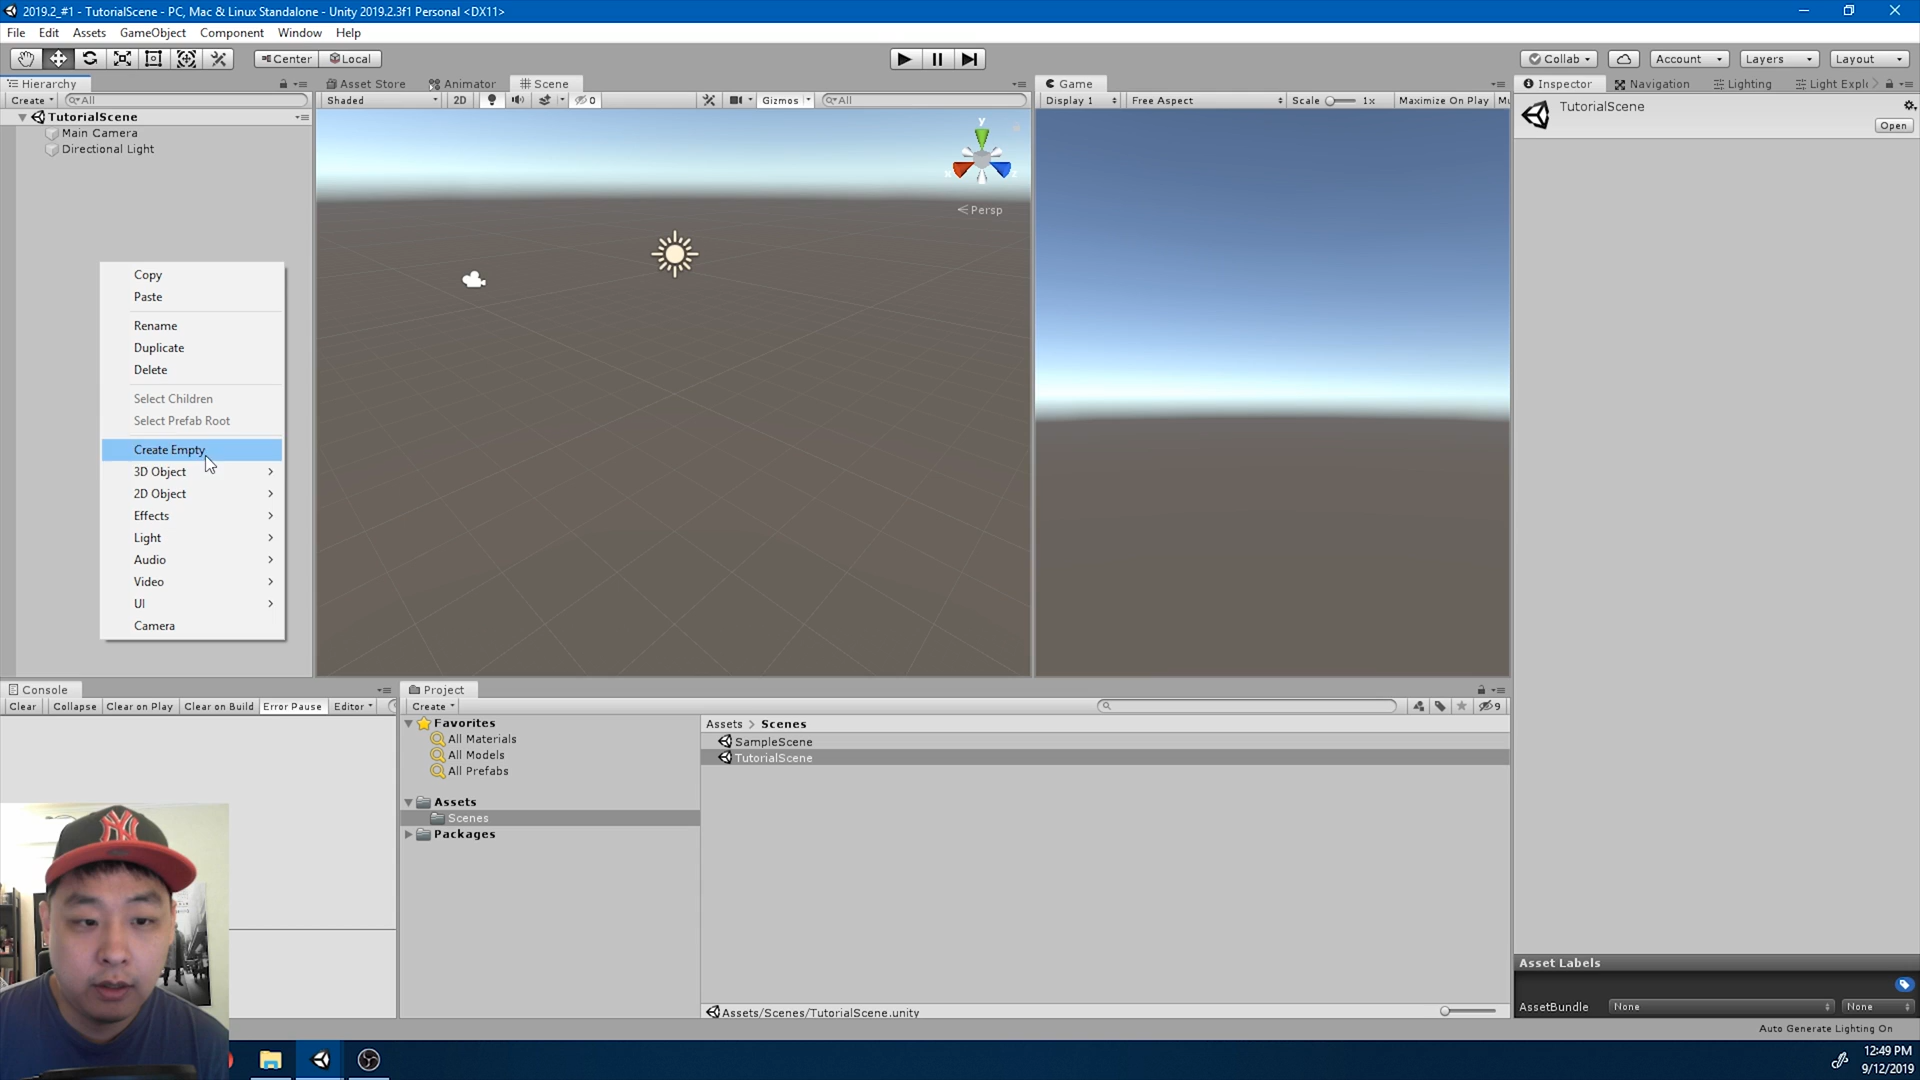 2019.2_#1 - TutorialScene - PC, Mac & Linux Standalone - Unity 2019.2.3f1 Personal <DX11>
File Edit Assets GameObject Component Window Help
Center Local Collab Account Layers Layout
Hierarchy Asset Store Animator Scene Game Inspector Navigation Lighting Light Expl
Create All Shaded 2D 0 Gizmos All Display 1 Free Aspect Scale 1x Maximize On Play Mu
TutorialScene
TutorialScene
Open
Main Camera
Directional Light
y
x z
Persp
Copy
Paste
Rename
Duplicate
Delete
Select Children
Select Prefab Root
Create Empty
3D Object
2D Object
Effects
Light
Audio
Video
UI
Camera
Console Project
Clear Collapse Clear on Play Clear on Build Error Pause Editor Create 9
Favorites
All Materials
All Models
All Prefabs
Assets
Scenes
Packages
Assets > Scenes
SampleScene
TutorialScene
NY
Assets/Scenes/TutorialScene.unity
Asset Labels
AssetBundle None None
Auto Generate Lighting On
12:49 PM
9/12/2019